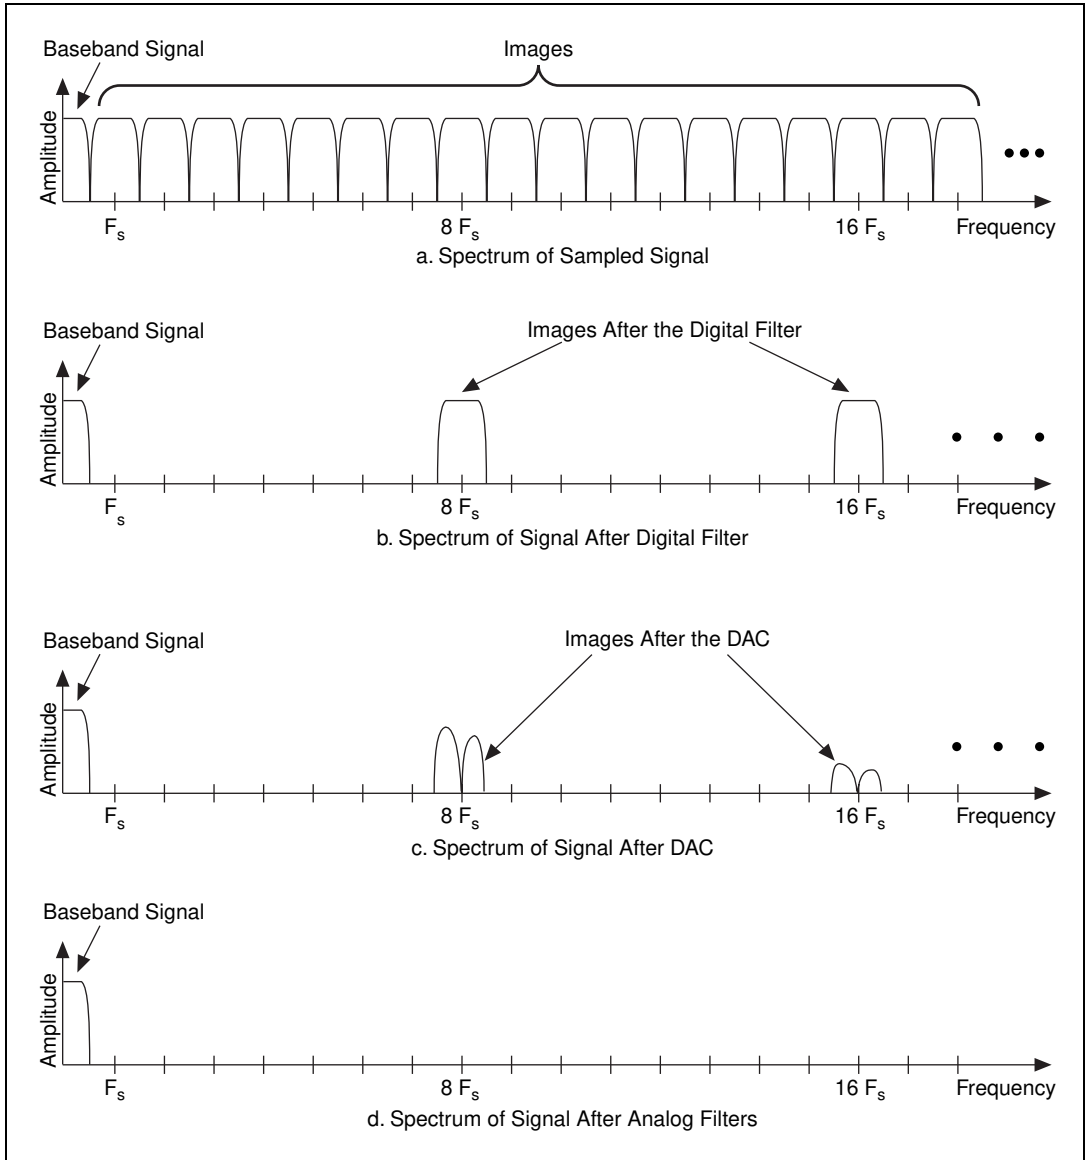 Baseband Signal
Images
Amplitude
Fs
8 Fs
16 Fs
Frequency
a. Spectrum of Sampled Signal
Baseband Signal
Images After the Digital Filter
Amplitude
Fs
8 Fs
16 Fs
Frequency
b. Spectrum of Signal After Digital Filter
Baseband Signal
Images After the DAC
Amplitude
Fs
8 Fs
16 Fs
Frequency
c. Spectrum of Signal After DAC
Baseband Signal
Amplitude
Fs
8 Fs
16 Fs
Frequency
d. Spectrum of Signal After Analog Filters